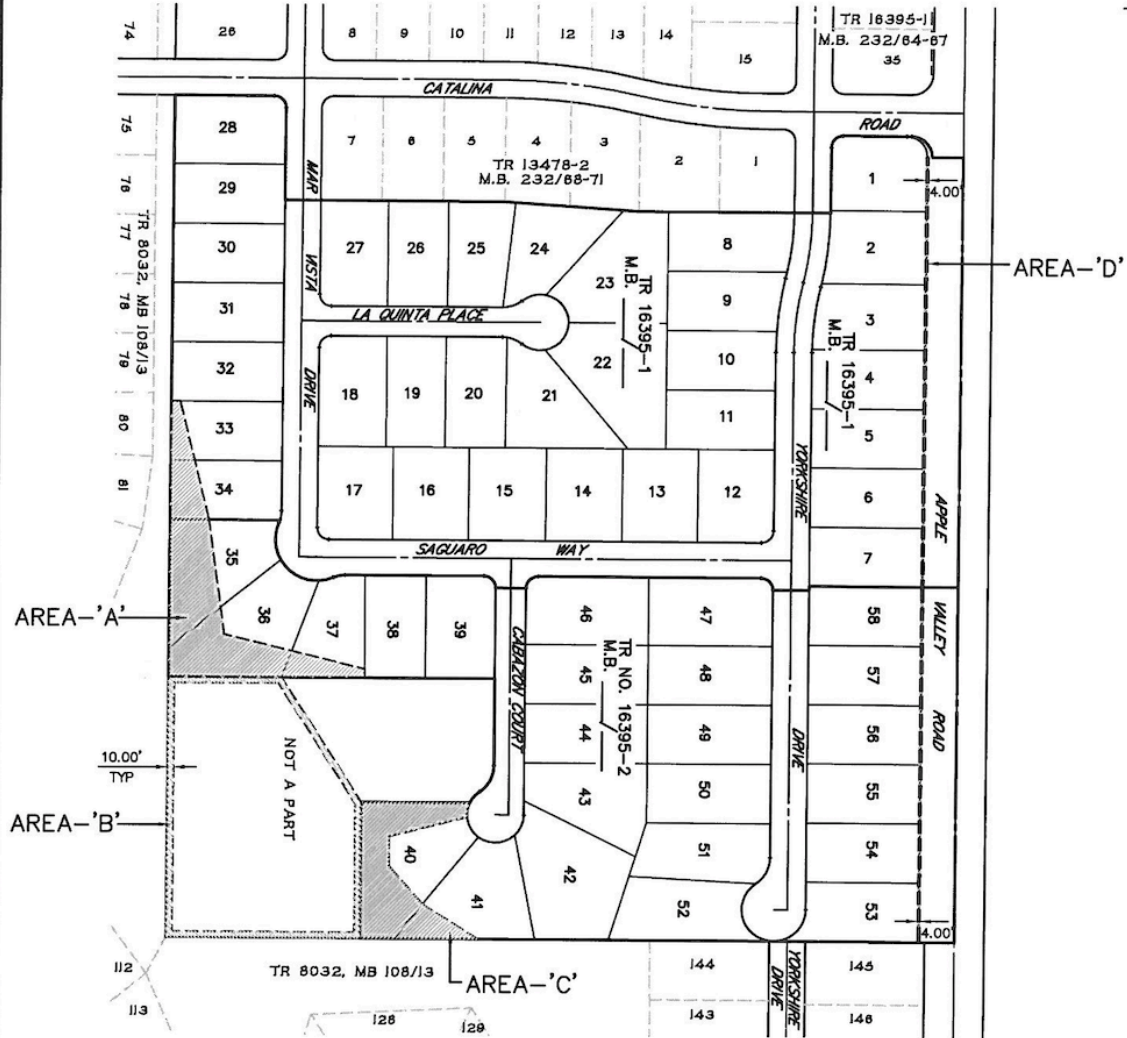 74
26
8
9
10
11
12
13
14
15
TR 16395-1
M.B. 232/64-67
35
CATALINA
ROAD
75
28
7
6
5
4
3
2
1
TR 13478-2
M.B. 232/68-71
1
4.00'
76
29
MAR
77
30
27
26
25
24
8
2
AREA-'D'
TR 8032, MB 108/13
VISTA
23
TR 16395-1
M.B.
9
78
31
LA QUINTA PLACE
3
TR 16395-1
M.B.
79
32
22
10
4
DRIVE
18
19
20
21
11
80
33
5
YORKSHIRE
81
34
17
16
15
14
13
12
6
APPLE
SAGUARO WAY
35
7
AREA-'A'
36
37
38
39
CABAZON COURT
46
47
58
VALLEY
TR NO. 16395-2
M.B.
45
48
57
ROAD
44
49
56
DRIVE
10.00'
TYP
NOT A PART
43
50
55
AREA-'B'
40
42
51
54
41
52
53
4.00'
112
TR 8032, MB 108/13
AREA-'C'
144
YORKSHIRE
DRIVE
145
113
128
129
143
146